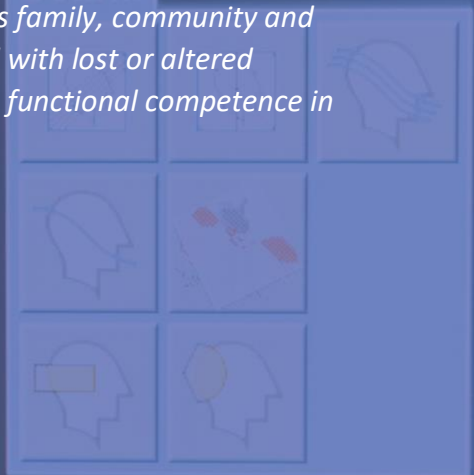 s family, community and
with lost or altered
functional competence in